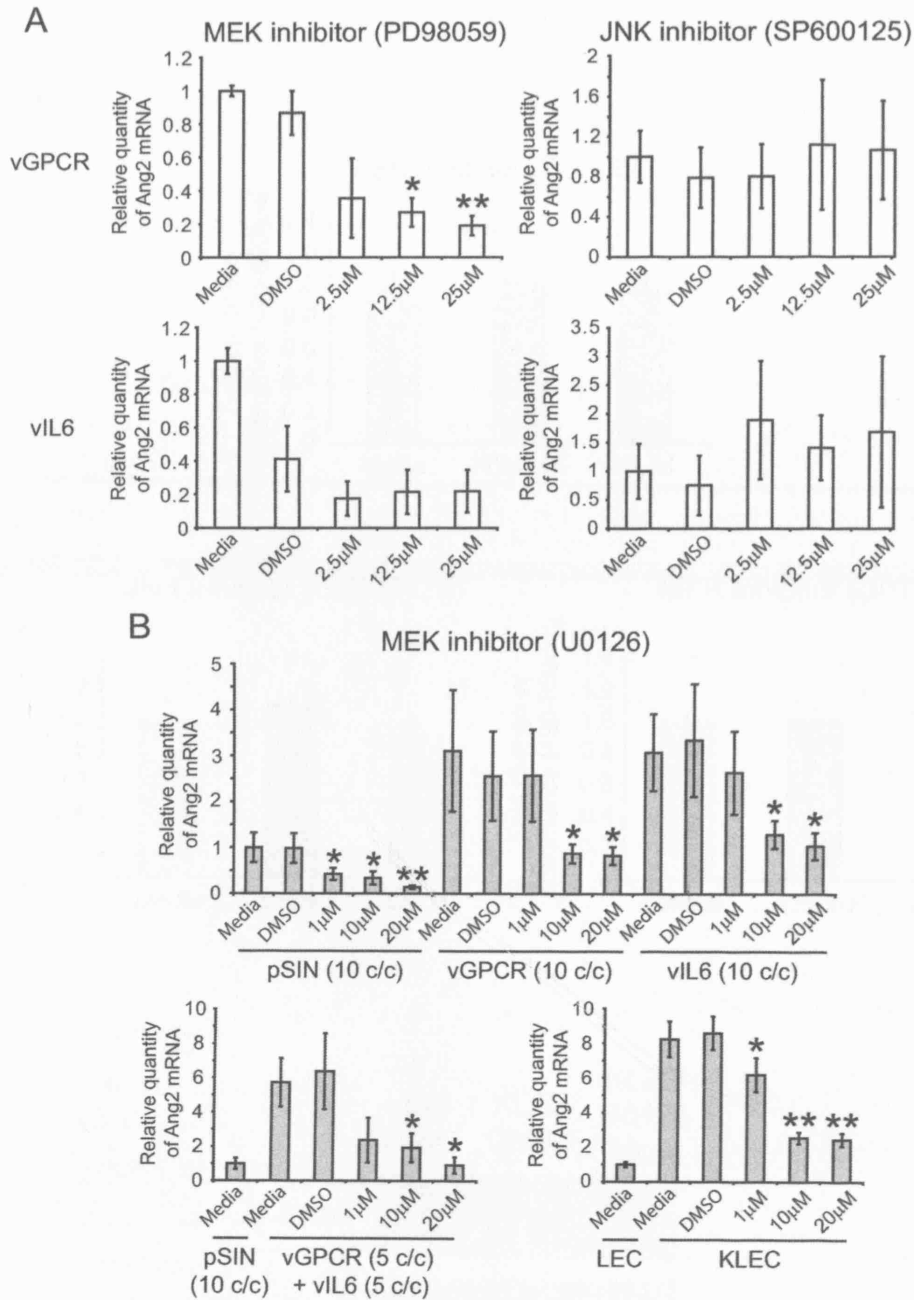 A
MEK inhibitor (PD98059)
JNK inhibitor (SP600125)
vGPCR
Relative quantity
of Ang2 mRNA
1.2
1
0.8
0.6
0.4
0.2
0
*
**
Media
DMSO
2.5μM
12.5μM
25μM
Relative quantity
of Ang2 mRNA
2
1.6
1.2
0.8
0.4
0
Media
DMSO
2.5μM
12.5μM
25μM
vIL6
Relative quantity
of Ang2 mRNA
1.2
1
0.8
0.6
0.4
0.2
0
Media
DMSO
2.5μM
12.5μM
25μM
Relative quantity
of Ang2 mRNA
3.5
3
2.5
2
1.5
1
0.5
0
Media
DMSO
2.5μM
12.5μM
25μM
B
MEK inhibitor (U0126)
Relative quantity
of Ang2 mRNA
5
4
3
2
1
0
*
*
**
*
*
*
*
Media
DMSO
1μM
10μM
20μM
Media
DMSO
1μM
10μM
20μM
Media
DMSO
1μM
10μM
20μM
pSIN (10 c/c)
vGPCR (10 c/c)
vIL6 (10 c/c)
Relative quantity
of Ang2 mRNA
10
8
6
4
2
0
*
*
Media
Media
DMSO
1μM
10μM
20μM
pSIN
(10 c/c)
vGPCR (5 c/c)
+ vIL6 (5 c/c)
Relative quantity
of Ang2 mRNA
10
8
6
4
2
0
*
**
**
Media
Media
DMSO
1μM
10μM
20μM
LEC
KLEC